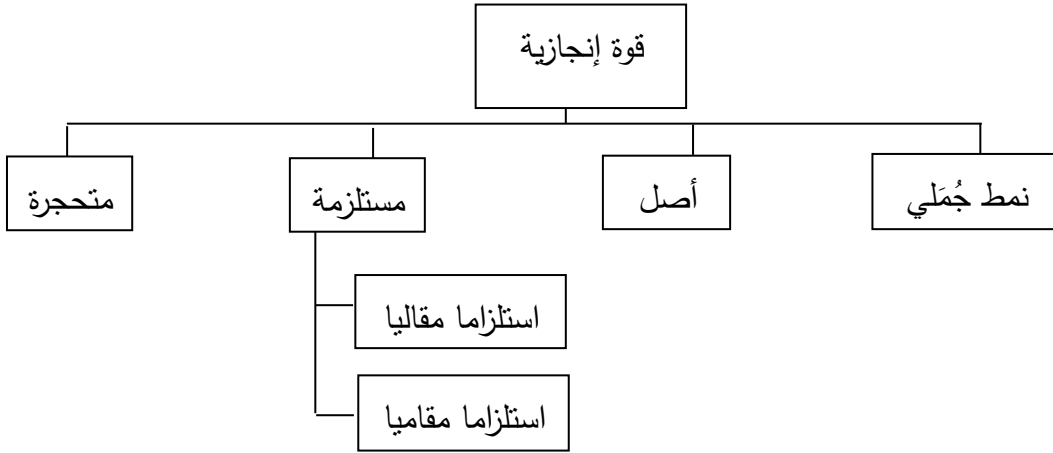 قوة إنجازية
نمط جُمَلي
أصل
مستلزمة
متحجرة
استلزاما مقاليا
استلزاما مقاميا